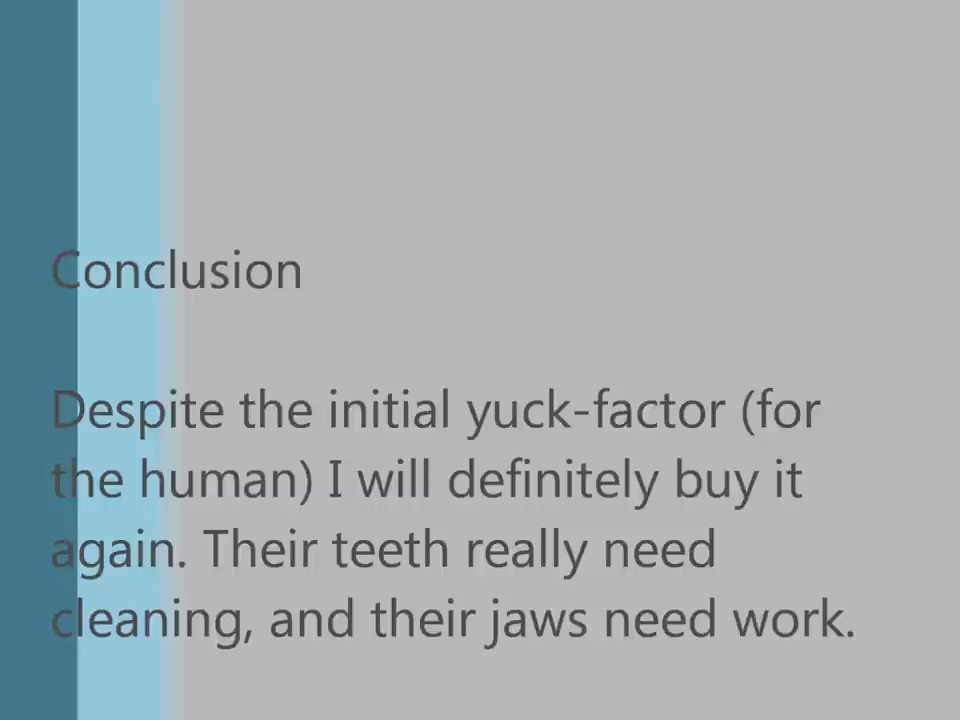 Conclusion
Despite the initial yuck-factor (for
the human) I will definitely buy it
again. Their teeth really need
cleaning, and their jaws need work.